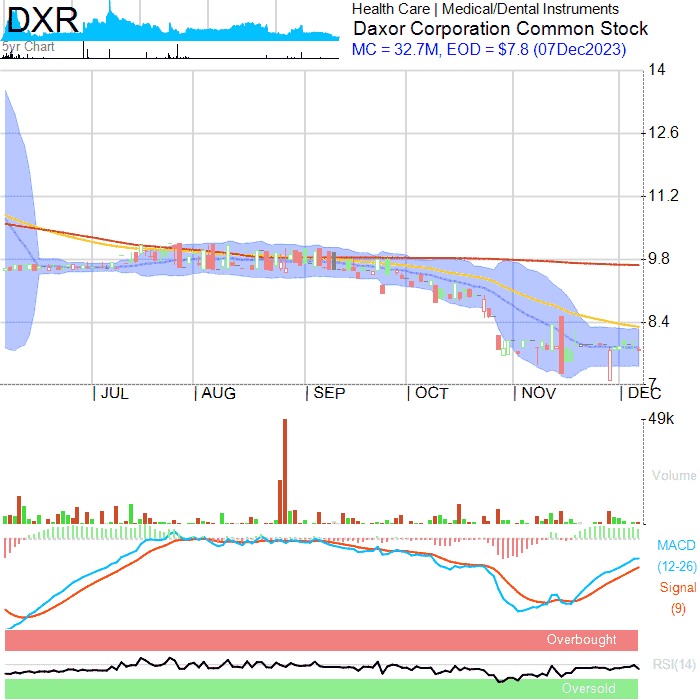 DXR
5yr Chart
Health Care | Medical/Dental Instruments
Daxor Corporation Common Stock
MC = 32.7M, EOD = $7.8 (07Dec2023)
14
12.6
11.2
9.8
8.4
7
| JUL | AUG | SEP | OCT | NOV | DEC
49k
Volume
MACD
(12-26)
Signal
(9)
Overbought
RSI(14)
Oversold